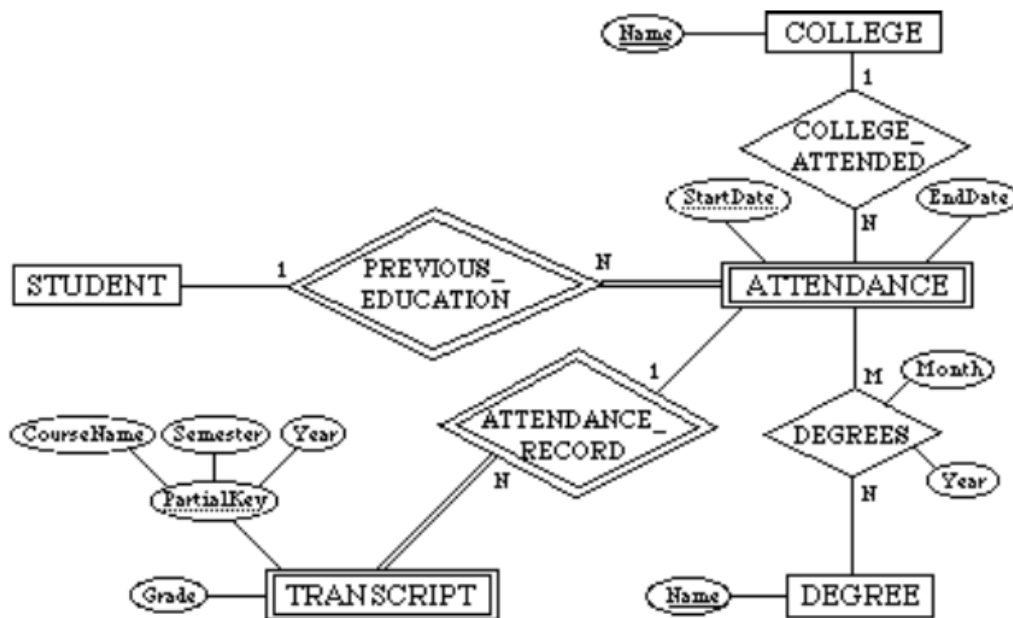 Name
COLLEGE
1
COLLEGE_
ATTENDED
StartDate
EndDate
N
STUDENT
1
PREVIOUS_
EDUCATION
N
ATTENDANCE
1
M
Month
CourseName
Semester
Year
ATTENDANCE_
RECORD
DEGREES
N
N
Year
PartialKey
Grade
TRANSCRIPT
Name
DEGREE